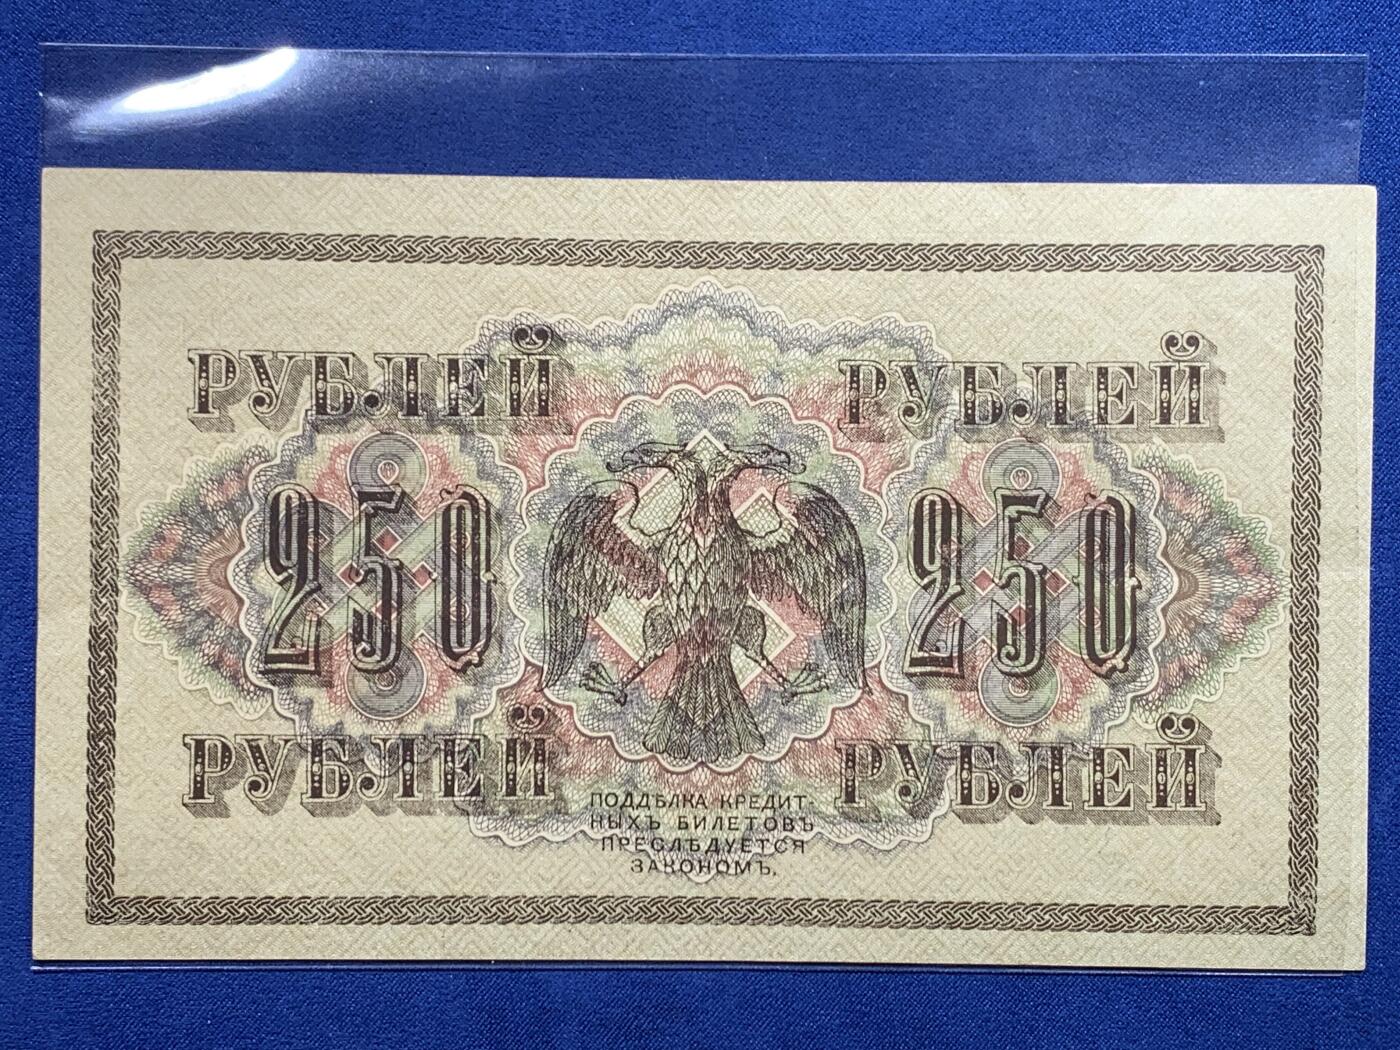 РУБЛЕЙ РУБЛЕЙ
250 250
РУБЛЕЙ РУБЛЕЙ
ПОДДѢЛКА КРЕДИТ-
НЫХЪ БИЛЕТОВЪ
ПРЕСЛѢДУЕТСЯ
ЗАКОНОМЪ.